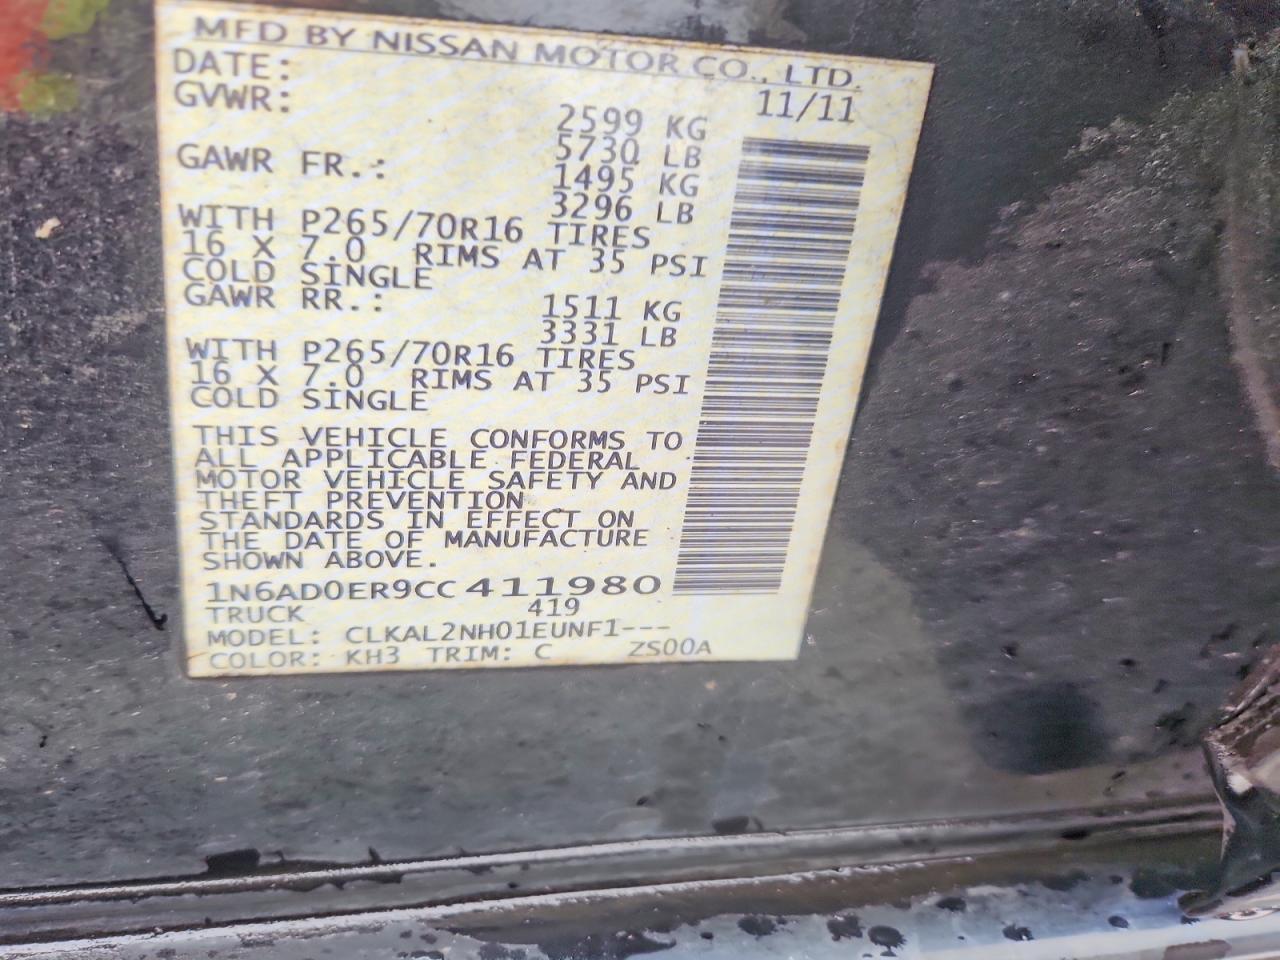 MFD BY NISSAN MOTOR CO., LTD.
DATE: 11/11
GVWR: 2599 KG
5730 LB
GAWR FR.: 1495 KG
3296 LB
WITH P265/70R16 TIRES
16 X 7.0 RIMS AT 35 PSI
COLD SINGLE
GAWR RR.: 1511 KG
3331 LB
WITH P265/70R16 TIRES
16 X 7.0 RIMS AT 35 PSI
COLD SINGLE
THIS VEHICLE CONFORMS TO
ALL APPLICABLE FEDERAL
MOTOR VEHICLE SAFETY AND
THEFT PREVENTION
STANDARDS IN EFFECT ON
THE DATE OF MANUFACTURE
SHOWN ABOVE.
1N6AD0ER9CC411980
TRUCK 419
MODEL: CLKAL2NH01EUNF1---
COLOR: KH3 TRIM: C ZS00A